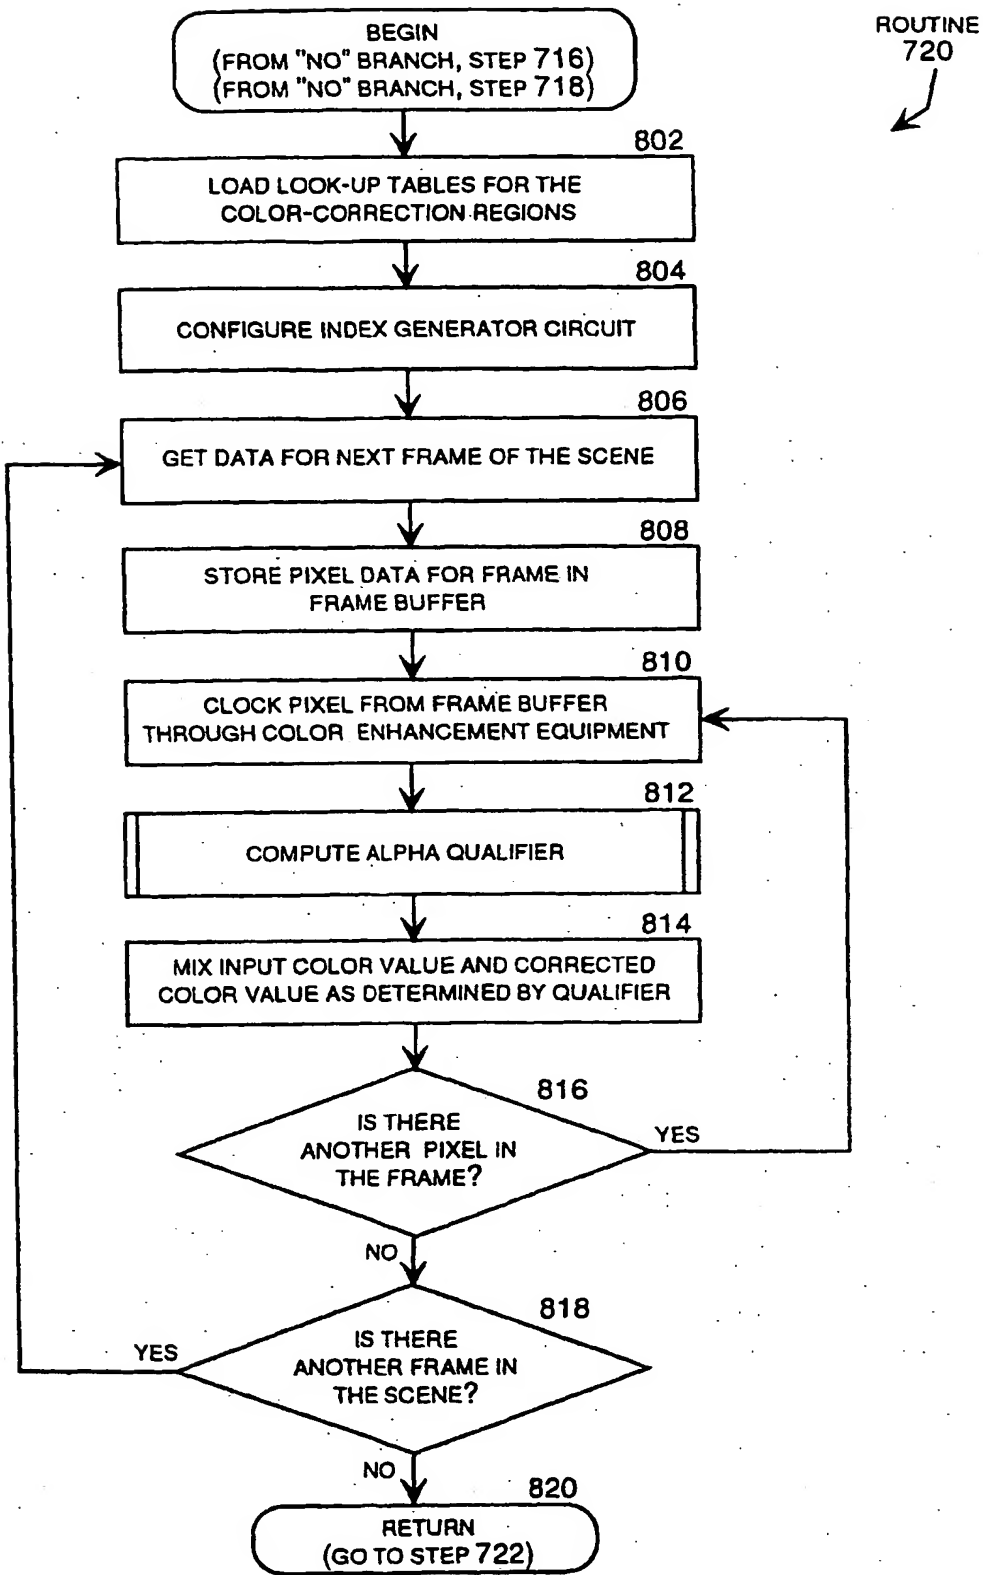 ROUTINE
720
BEGIN
(FROM "NO" BRANCH, STEP 716)
(FROM "NO" BRANCH, STEP 718)
802
LOAD LOOK-UP TABLES FOR THE
COLOR-CORRECTION REGIONS
804
CONFIGURE INDEX GENERATOR CIRCUIT
806
GET DATA FOR NEXT FRAME OF THE SCENE
808
STORE PIXEL DATA FOR FRAME IN
FRAME BUFFER
810
CLOCK PIXEL FROM FRAME BUFFER
THROUGH COLOR ENHANCEMENT EQUIPMENT
812
COMPUTE ALPHA QUALIFIER
814
MIX INPUT COLOR VALUE AND CORRECTED
COLOR VALUE AS DETERMINED BY QUALIFIER
816
IS THERE
ANOTHER PIXEL IN
THE FRAME?
YES
NO
818
IS THERE
ANOTHER FRAME IN
THE SCENE?
YES
NO
820
RETURN
(GO TO STEP 722)